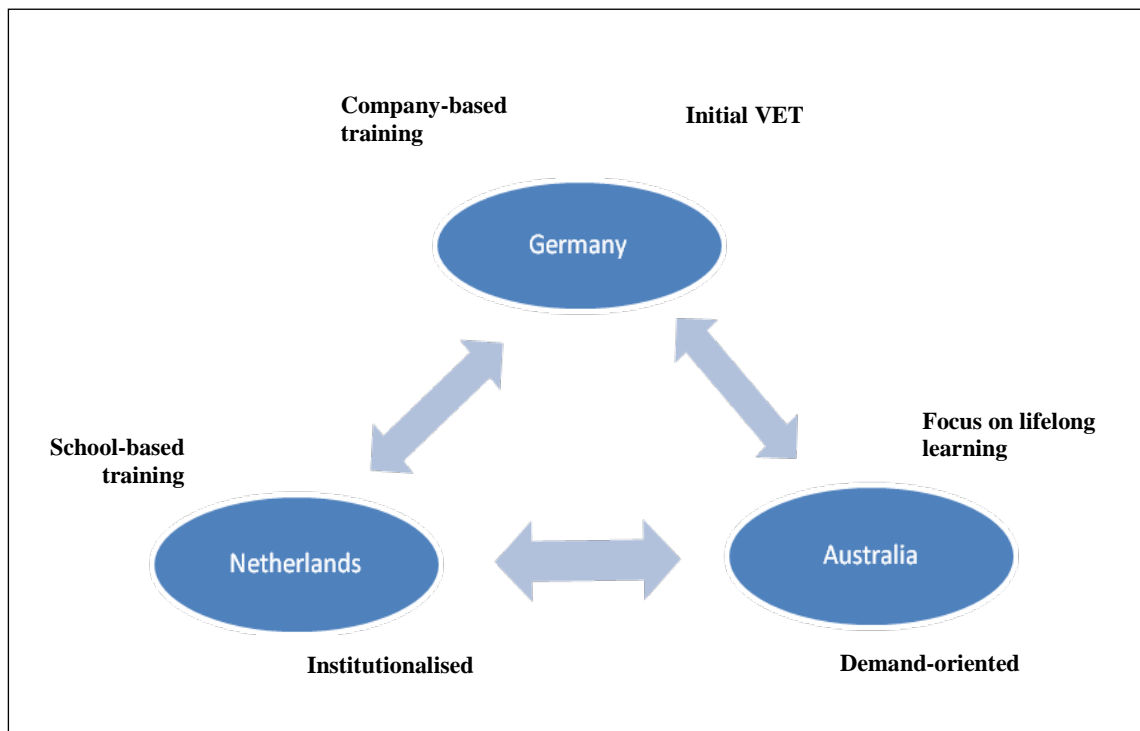 Company-based
training
Initial VET
Germany
School-based
training
Focus on lifelong
learning
Netherlands
Australia
Institutionalised
Demand-oriented